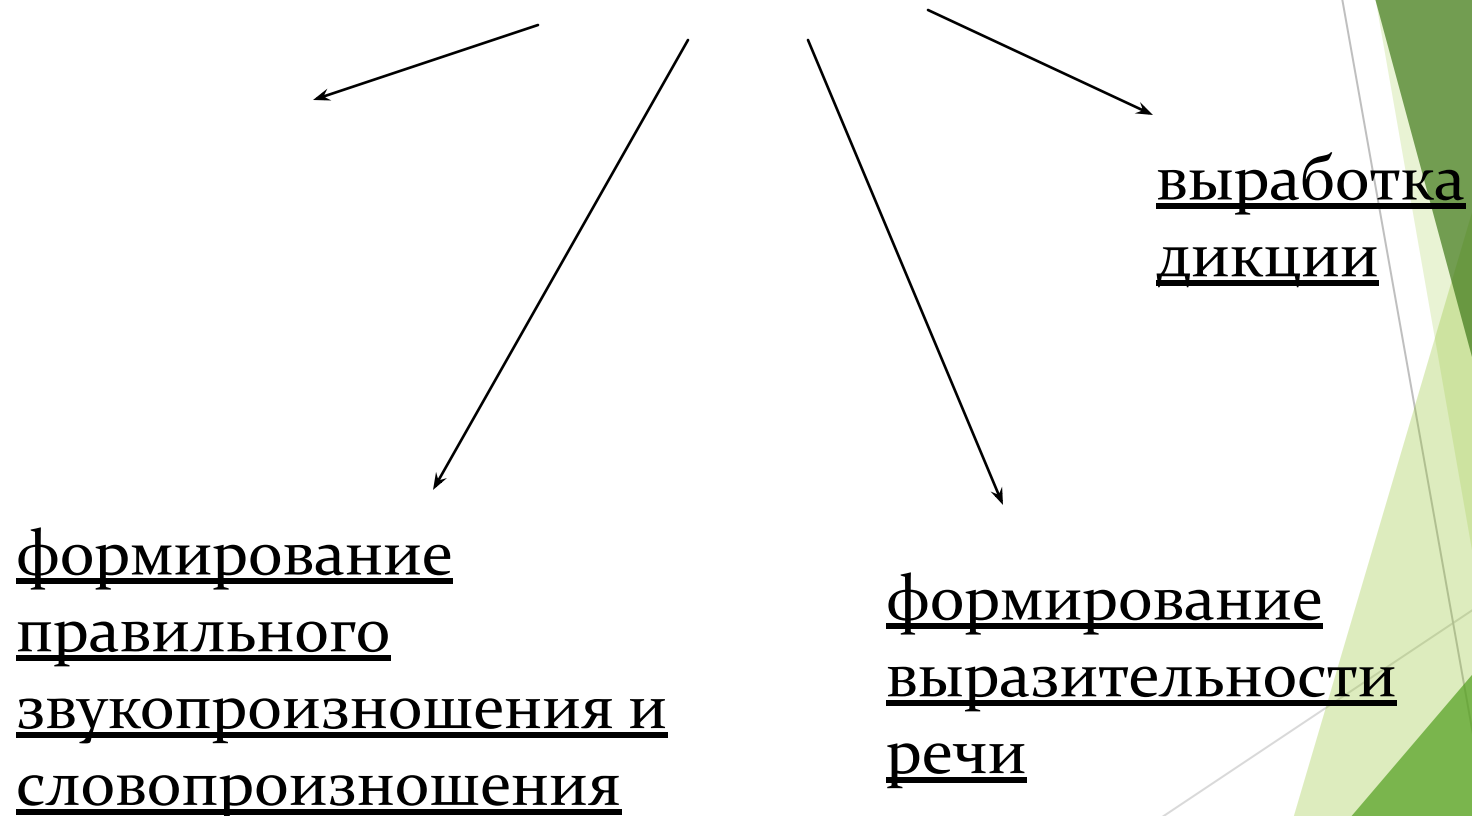 выработка
дикции
формирование
правильного
звукопроизношения и
словопроизношения
формирование
выразительности
речи